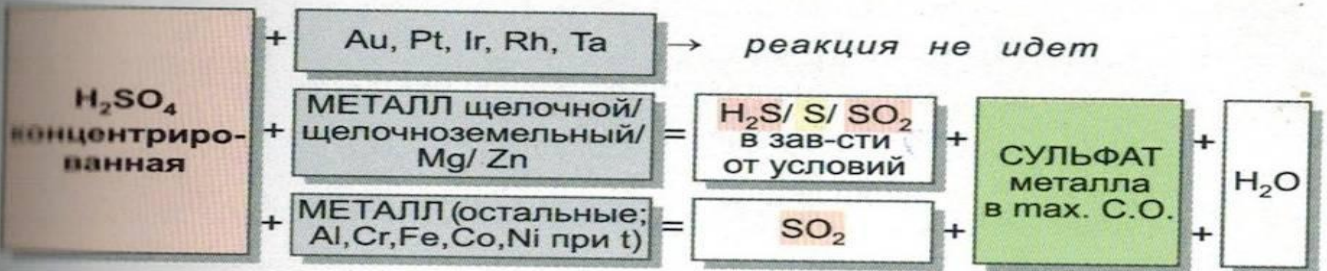 H₂SO₄
концентриро-
ванная
+ Au, Pt, Ir, Rh, Ta → реакция не идет
+ МЕТАЛЛ щелочной/
щелочноземельный/
Mg/ Zn
= H₂S/ S/ SO₂
в зав-сти
от условий
+ МЕТАЛЛ (остальные;
Al,Cr,Fe,Co,Ni при t)
= SO₂
+ +
СУЛЬФАТ
металла
в max. С.О.
+ +
H₂O